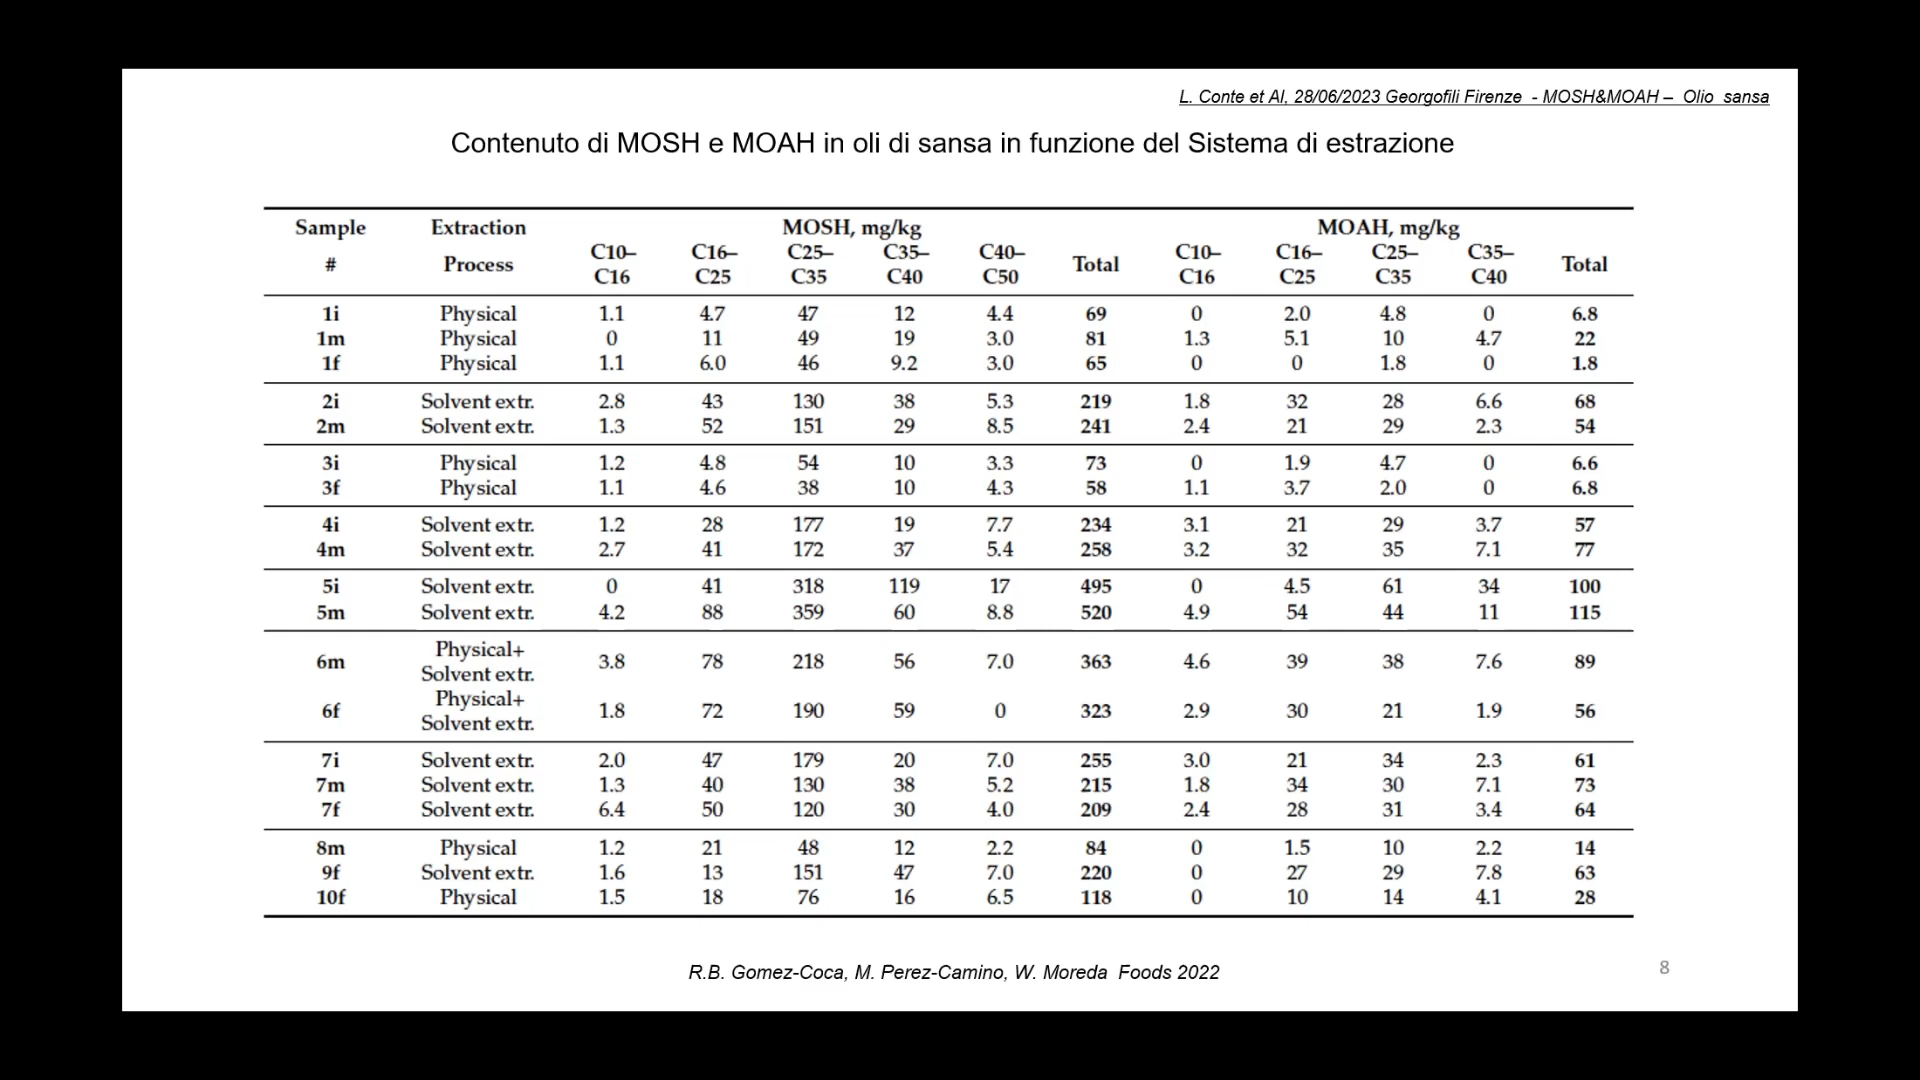 L. Conte et Al, 28/06/2023 Georgofili Firenze - MOSH&MOAH – Olio sansa
Contenuto di MOSH e MOAH in oli di sansa in funzione del Sistema di estrazione
Sample Extraction MOSH, mg/kg MOAH, mg/kg
# Process C10–C16 C16–C25 C25–C35 C35–C40 C40–C50 Total C10–C16 C16–C25 C25–C35 C35–C40 Total
1i Physical 1.1 4.7 47 12 4.4 69 0 2.0 4.8 0 6.8
1m Physical 0 11 49 19 3.0 81 1.3 5.1 10 4.7 22
1f Physical 1.1 6.0 46 9.2 3.0 65 0 0 1.8 0 1.8
2i Solvent extr. 2.8 43 130 38 5.3 219 1.8 32 28 6.6 68
2m Solvent extr. 1.3 52 151 29 8.5 241 2.4 21 29 2.3 54
3i Physical 1.2 4.8 54 10 3.3 73 0 1.9 4.7 0 6.6
3f Physical 1.1 4.6 38 10 4.3 58 1.1 3.7 2.0 0 6.8
4i Solvent extr. 1.2 28 177 19 7.7 234 3.1 21 29 3.7 57
4m Solvent extr. 2.7 41 172 37 5.4 258 3.2 32 35 7.1 77
5i Solvent extr. 0 41 318 119 17 495 0 4.5 61 34 100
5m Solvent extr. 4.2 88 359 60 8.8 520 4.9 54 44 11 115
6m Physical+ Solvent extr. 3.8 78 218 56 7.0 363 4.6 39 38 7.6 89
6f Physical+ Solvent extr. 1.8 72 190 59 0 323 2.9 30 21 1.9 56
7i Solvent extr. 2.0 47 179 20 7.0 255 3.0 21 34 2.3 61
7m Solvent extr. 1.3 40 130 38 5.2 215 1.8 34 30 7.1 73
7f Solvent extr. 6.4 50 120 30 4.0 209 2.4 28 31 3.4 64
8m Physical 1.2 21 48 12 2.2 84 0 1.5 10 2.2 14
9f Solvent extr. 1.6 13 151 47 7.0 220 0 27 29 7.8 63
10f Physical 1.5 18 76 16 6.5 118 0 10 14 4.1 28
R.B. Gomez-Coca, M. Perez-Camino, W. Moreda Foods 2022
8